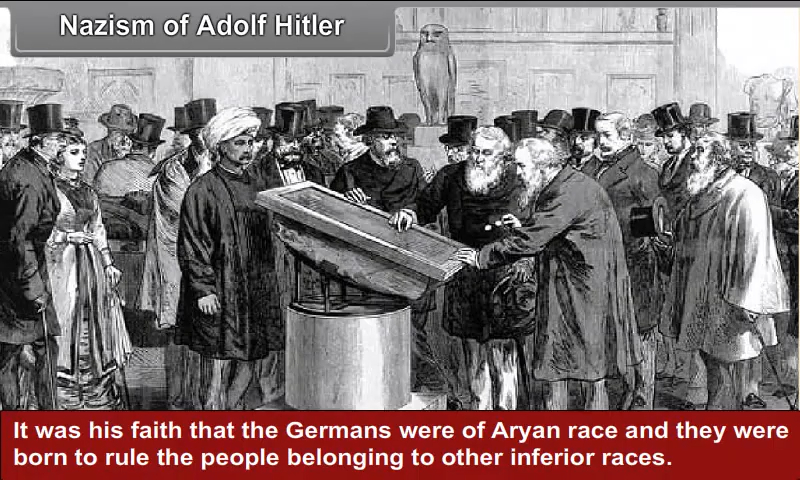 Nazism of Adolf Hitler
It was his faith that the Germans were of Aryan race and they were
born to rule the people belonging to other inferior races.